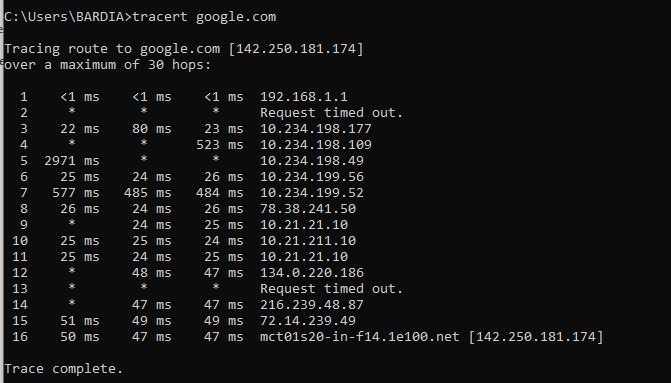 C:\Users\BARDIA>tracert google.com
Tracing route to google.com [142.250.181.174]
over a maximum of 30 hops:
1 <1 ms <1 ms <1 ms 192.168.1.1
2 * * * Request timed out.
3 22 ms 80 ms 23 ms 10.234.198.177
4 * * 523 ms 10.234.198.109
5 2971 ms * * 10.234.198.49
6 25 ms 24 ms 26 ms 10.234.199.56
7 577 ms 485 ms 484 ms 10.234.199.52
8 26 ms 24 ms 26 ms 78.38.241.50
9 * 24 ms 25 ms 10.21.21.10
10 25 ms 25 ms 24 ms 10.21.211.10
11 25 ms 24 ms 25 ms 10.21.21.10
12 * 48 ms 47 ms 134.0.220.186
13 * * * Request timed out.
14 * 47 ms 47 ms 216.239.48.87
15 51 ms 49 ms 49 ms 72.14.239.49
16 50 ms 47 ms 47 ms mct01s20-in-f14.1e100.net [142.250.181.174]
Trace complete.